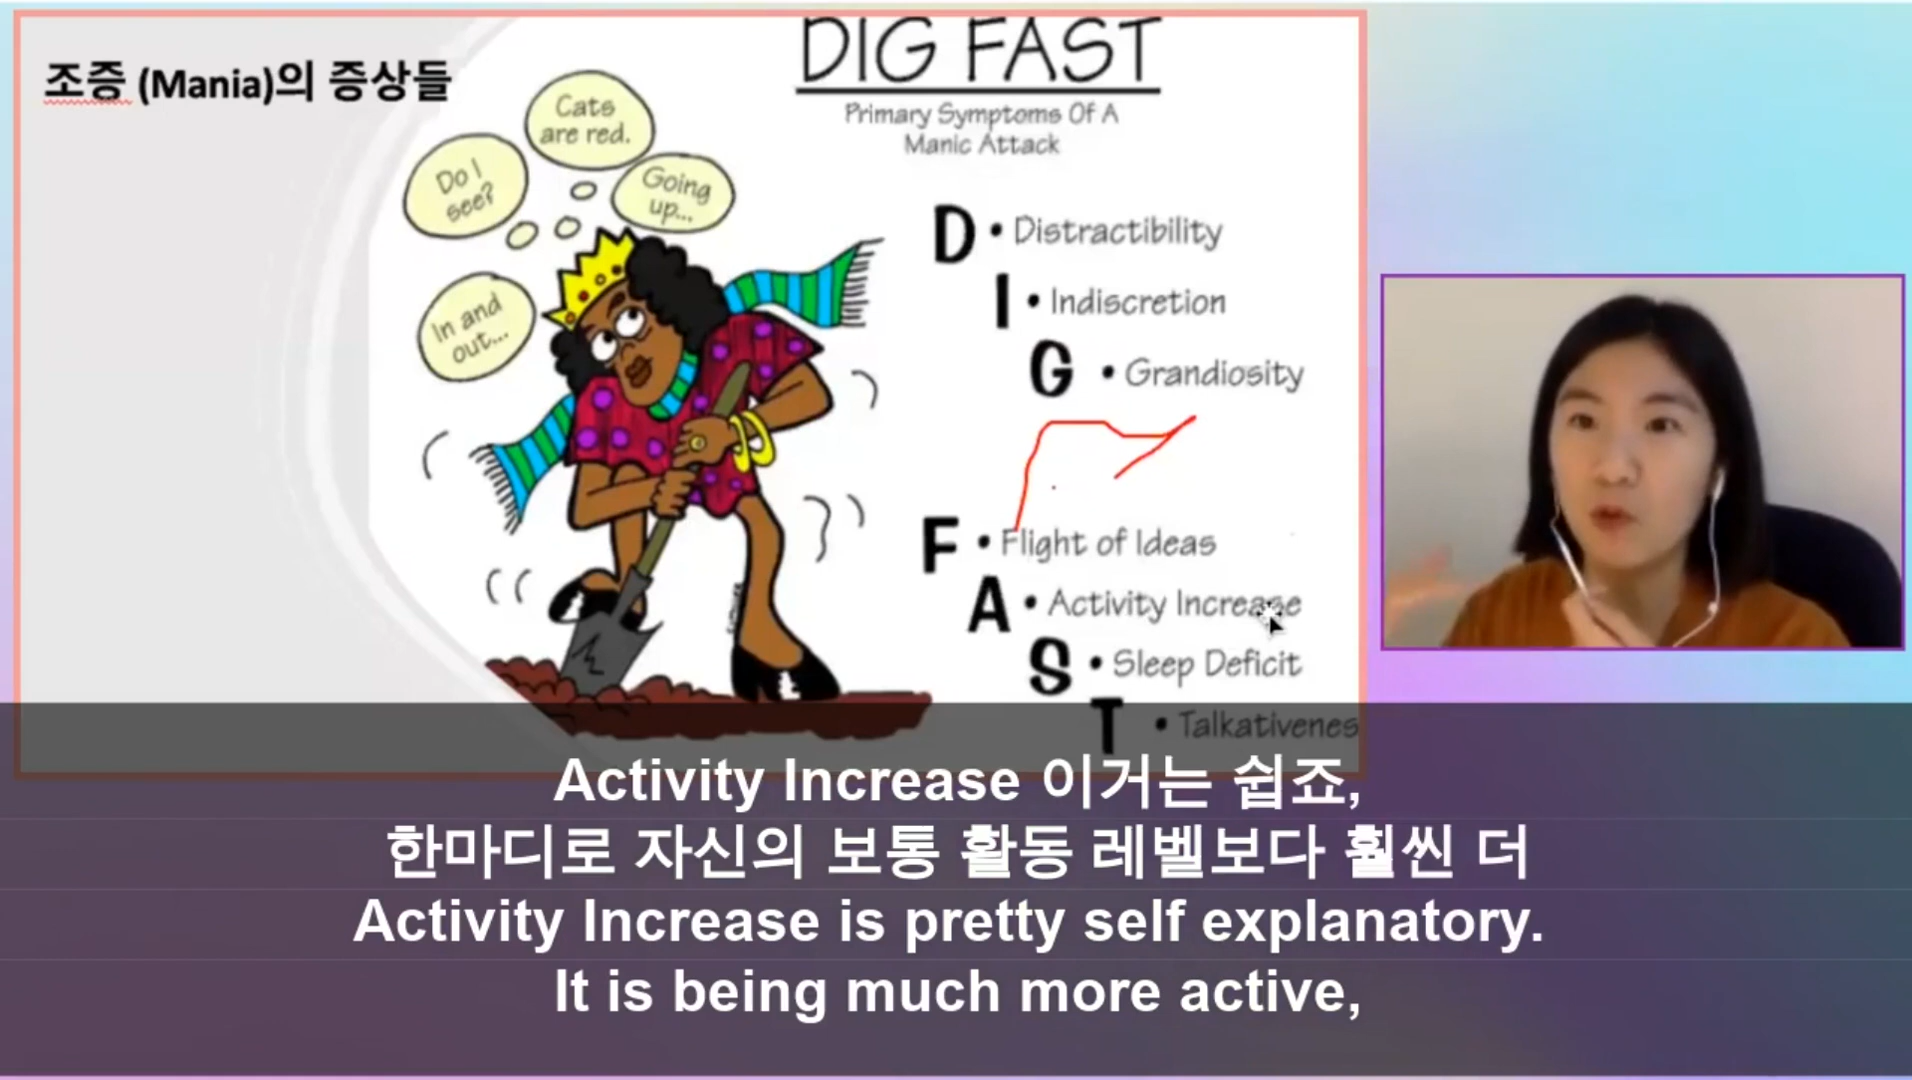 조증 (Mania)의 증상들
DIG FAST
Primary Symptoms Of A
Manic Attack
Cats
are red.
Do I
see?
Going
up...
In and
out...
D • Distractibility
I • Indiscretion
G • Grandiosity
F • Flight of Ideas
A • Activity Increase
S • Sleep Deficit
T • Talkativenes
Activity Increase 이거는 쉽죠,
한마디로 자신의 보통 활동 레벨보다 훨씬 더
Activity Increase is pretty self explanatory.
It is being much more active,